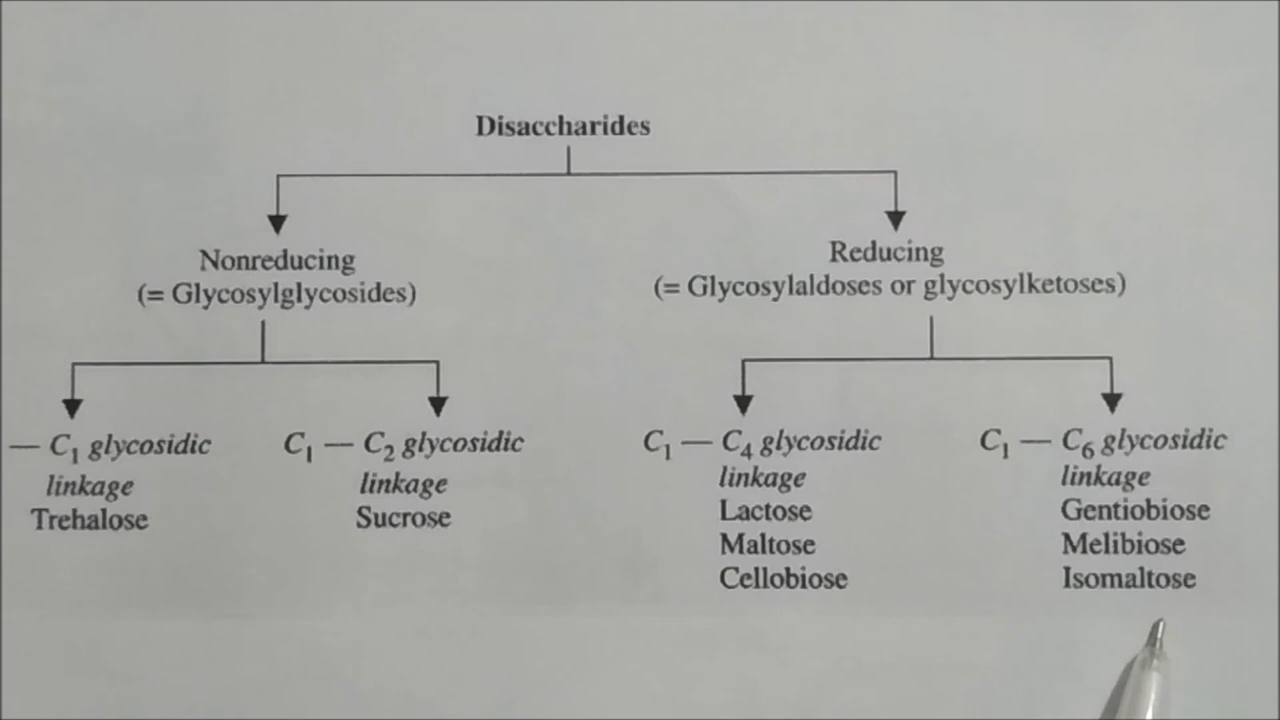 Disaccharides
Nonreducing
(= Glycosylglycosides)
Reducing
(= Glycosylaldoses or glycosylketoses)
— C₁ glycosidic
linkage
Trehalose
C₁ — C₂ glycosidic
linkage
Sucrose
C₁ — C₄ glycosidic
linkage
Lactose
Maltose
Cellobiose
C₁ — C₆ glycosidic
linkage
Gentiobiose
Melibiose
Isomaltose